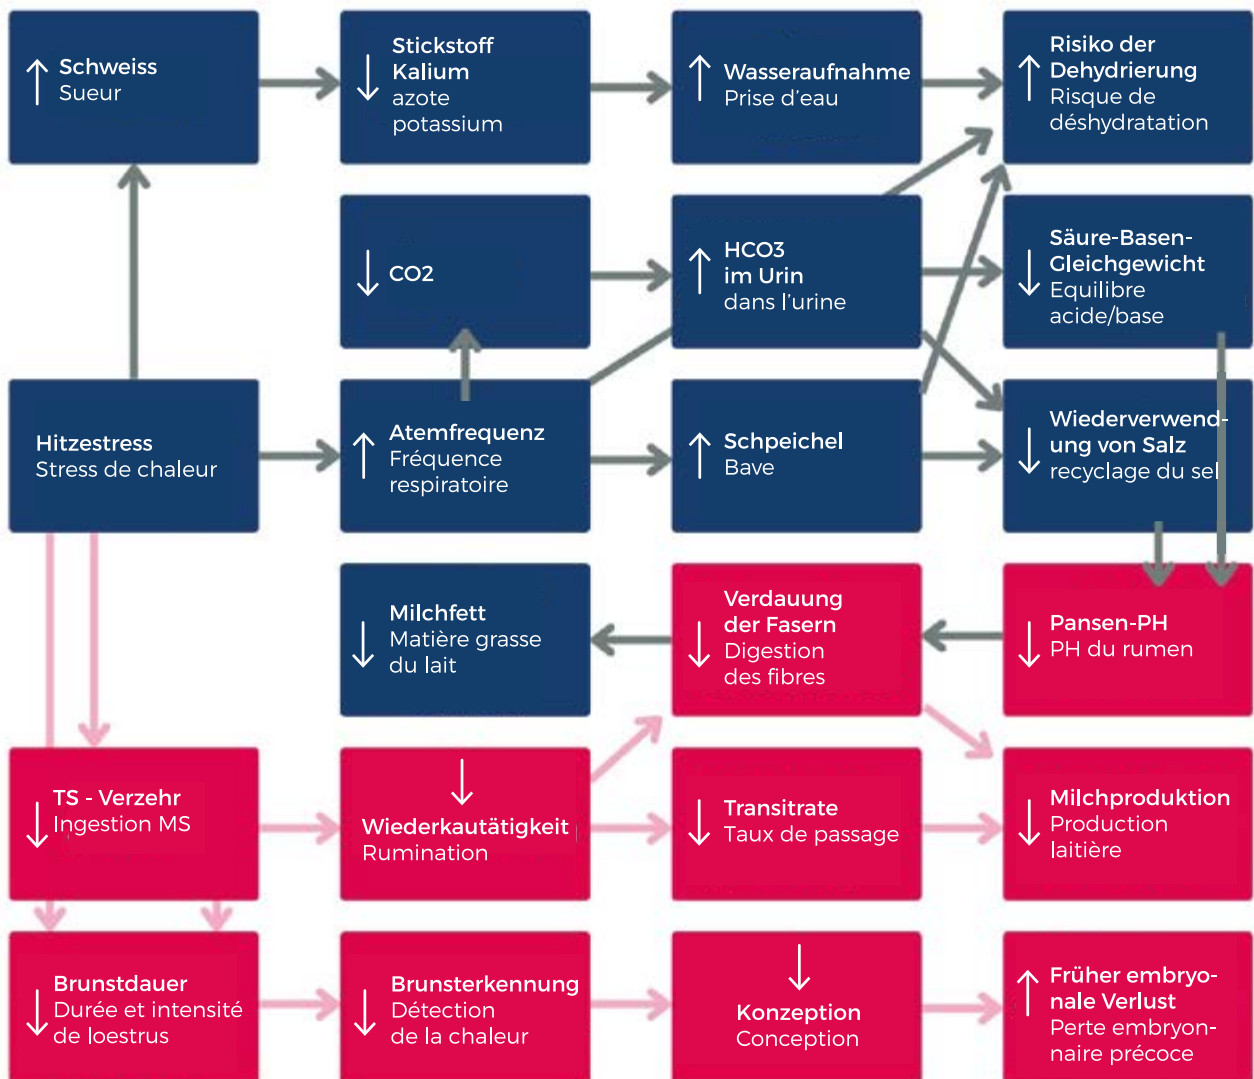 Schweiss
Sueur
Stickstoff
Kalium
azote
potassium
Wasseraufnahme
Prise d'eau
Risiko der
Dehydrierung
Risque de
déshydratation
CO2
HCO3
im Urin
dans l'urine
Säure-Basen-
Gleichgewicht
Equilibre
acide/base
Hitzestress
Stress de chaleur
Atemfrequenz
Fréquence
respiratoire
Schpeichel
Bave
Wiederverwend-
ung von Salz
recyclage du sel
Milchfett
Matière grasse
du lait
Verdauung
der Fasern
Digestion
des fibres
Pansen-PH
PH du rumen
TS - Verzehr
Ingestion MS
Wiederkautätigkeit
Rumination
Transitrate
Taux de passage
Milchproduktion
Production
laitière
Brunstdauer
Durée et intensité
de loestrus
Brunsterkennung
Détection
de la chaleur
Konzeption
Conception
Früher embryo-
nale Verlust
Perte embryon-
naire précoce